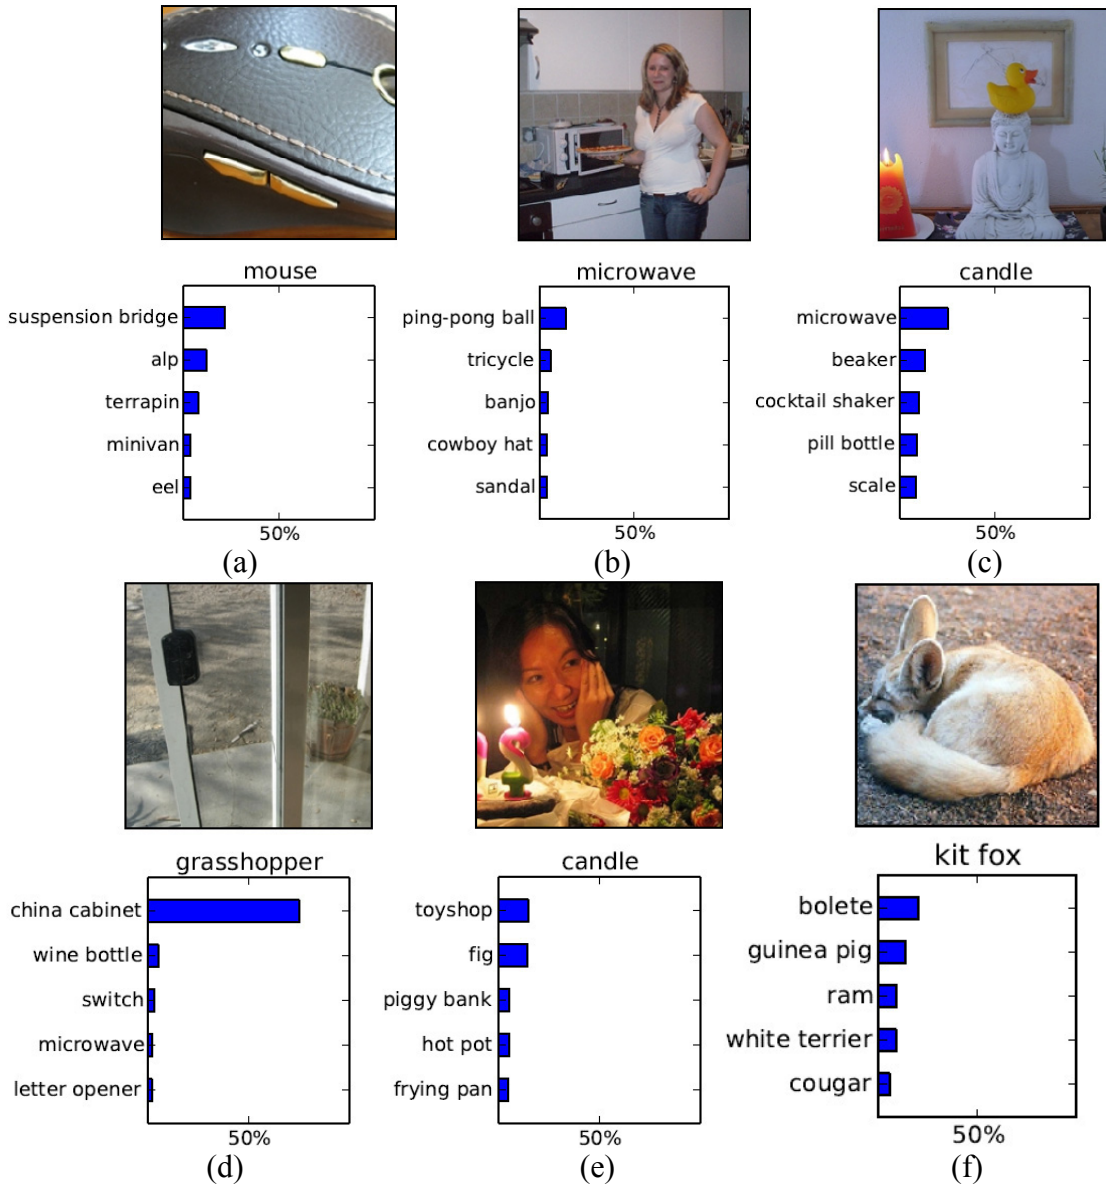 mouse
suspension bridge
alp
terrapin
minivan
eel
50%
(a)
microwave
ping-pong ball
tricycle
banjo
cowboy hat
sandal
50%
(b)
candle
microwave
beaker
cocktail shaker
pill bottle
scale
50%
(c)
grasshopper
china cabinet
wine bottle
switch
microwave
letter opener
50%
(d)
candle
toyshop
fig
piggy bank
hot pot
frying pan
50%
(e)
kit fox
bolete
guinea pig
ram
white terrier
cougar
50%
(f)